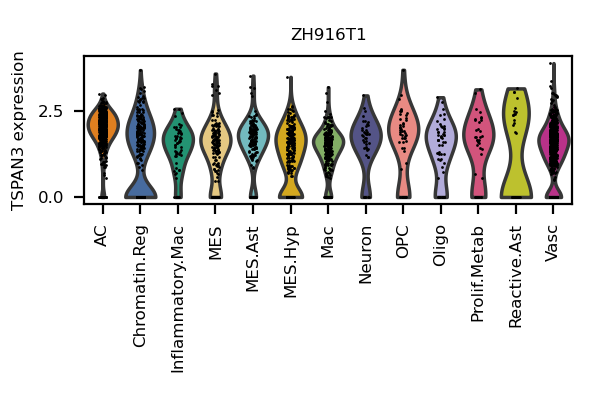 ZH916T1
TSPAN3 expression
2.5
0.0
AC
Chromatin.Reg
Inflammatory.Mac
MES
MES.Ast
MES.Hyp
Mac
Neuron
OPC
Oligo
Prolif.Metab
Reactive.Ast
Vasc